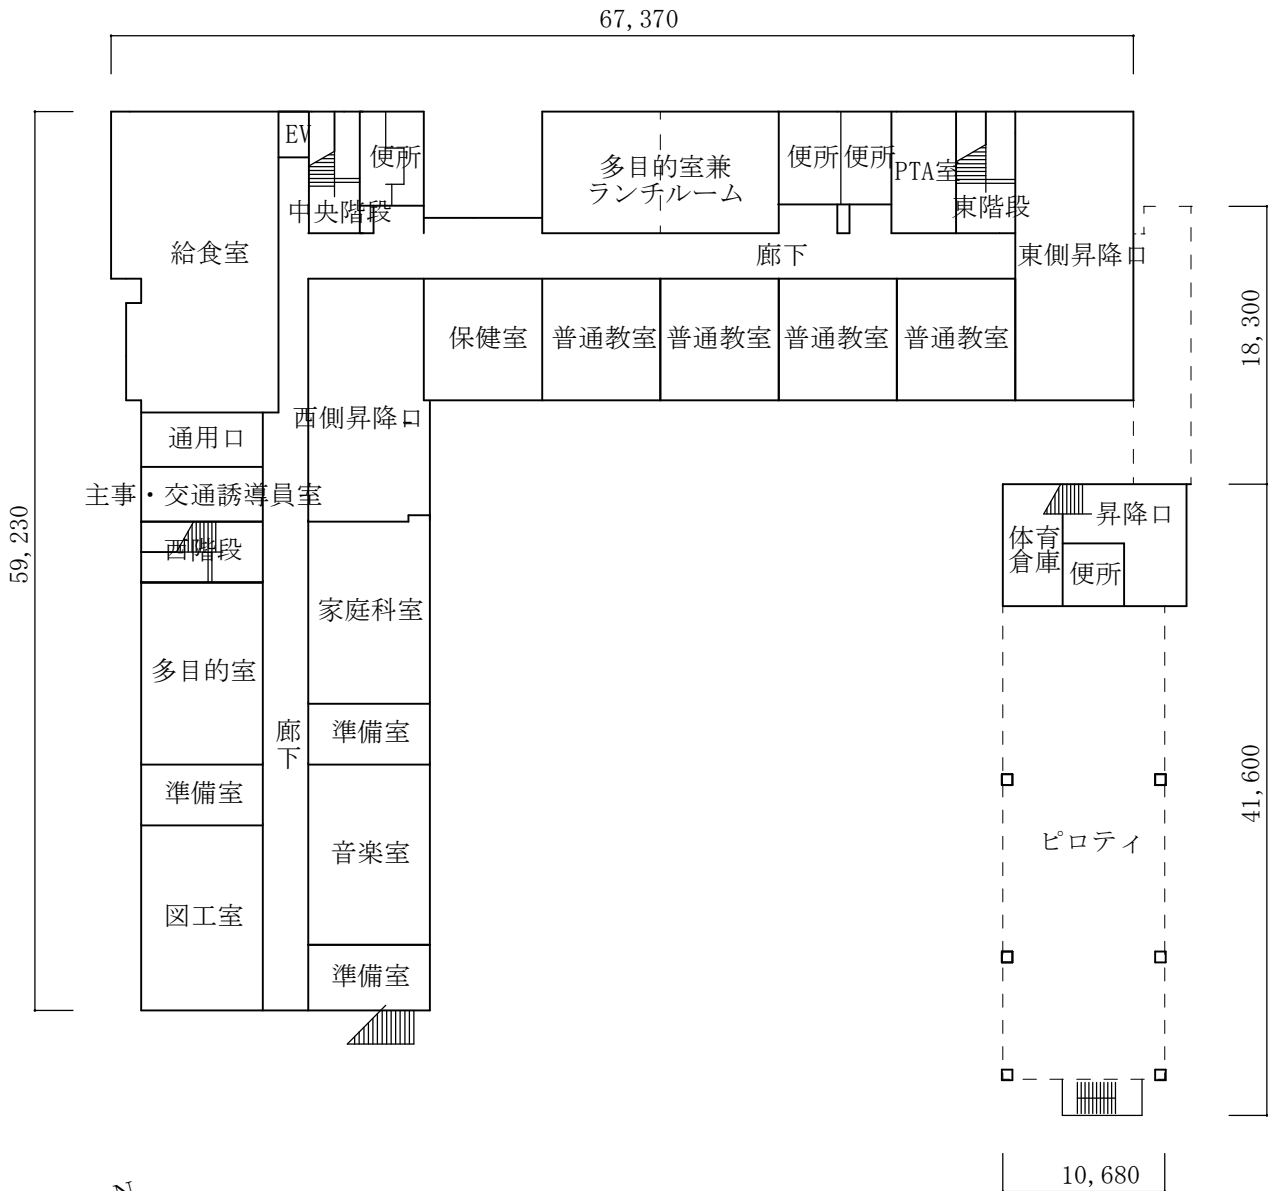 67,370
EV
便所
中央階段
給食室
多目的室兼
ランチルーム
便所
便所
PTA室
東階段
廊下
東側昇降口
保健室
普通教室
普通教室
普通教室
普通教室
18,300
西側昇降口
通用口
主事・交通誘導員室
西階段
59,230
昇降口
体育
倉庫
便所
家庭科室
多目的室
廊下
準備室
準備室
音楽室
図工室
準備室
ピロティ
41,600
10,680
N